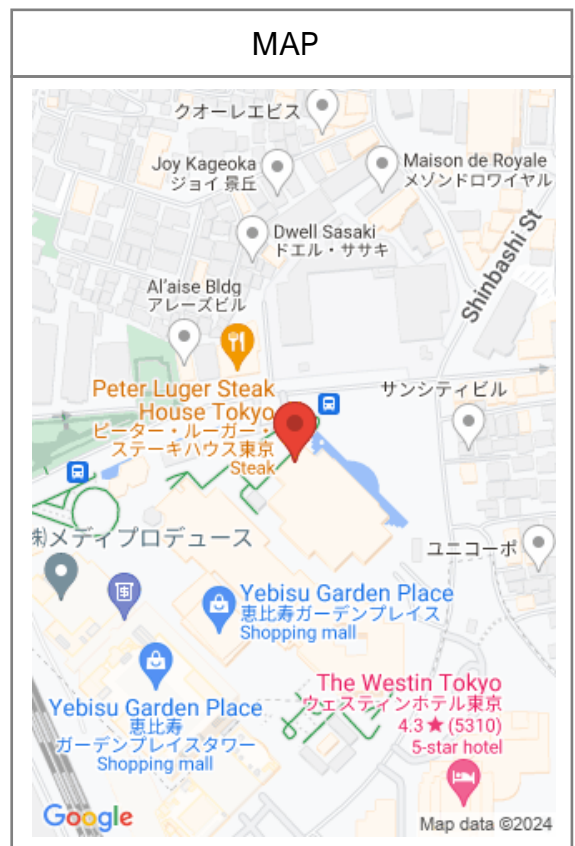 MAP
クオーレエビス
Joy Kageoka
ジョイ 景丘
Maison de Royale
メゾンドロワイヤル
Dwell Sasaki
ドエル・ササキ
Shinbashi St
Al'aise Bldg
アレーズビル
Peter Luger Steak
House Tokyo
ピーター・ルーガー・
ステーキハウス東京
Steak
サンシティビル
㈱メディプロデュース
ユニコーポ
Yebisu Garden Place
恵比寿ガーデンプレイス
Shopping mall
Yebisu Garden Place
恵比寿
ガーデンプレイスタワー
Shopping mall
The Westin Tokyo
ウェスティンホテル東京
4.3★(5310)
5-star hotel
Google
Map data ©2024